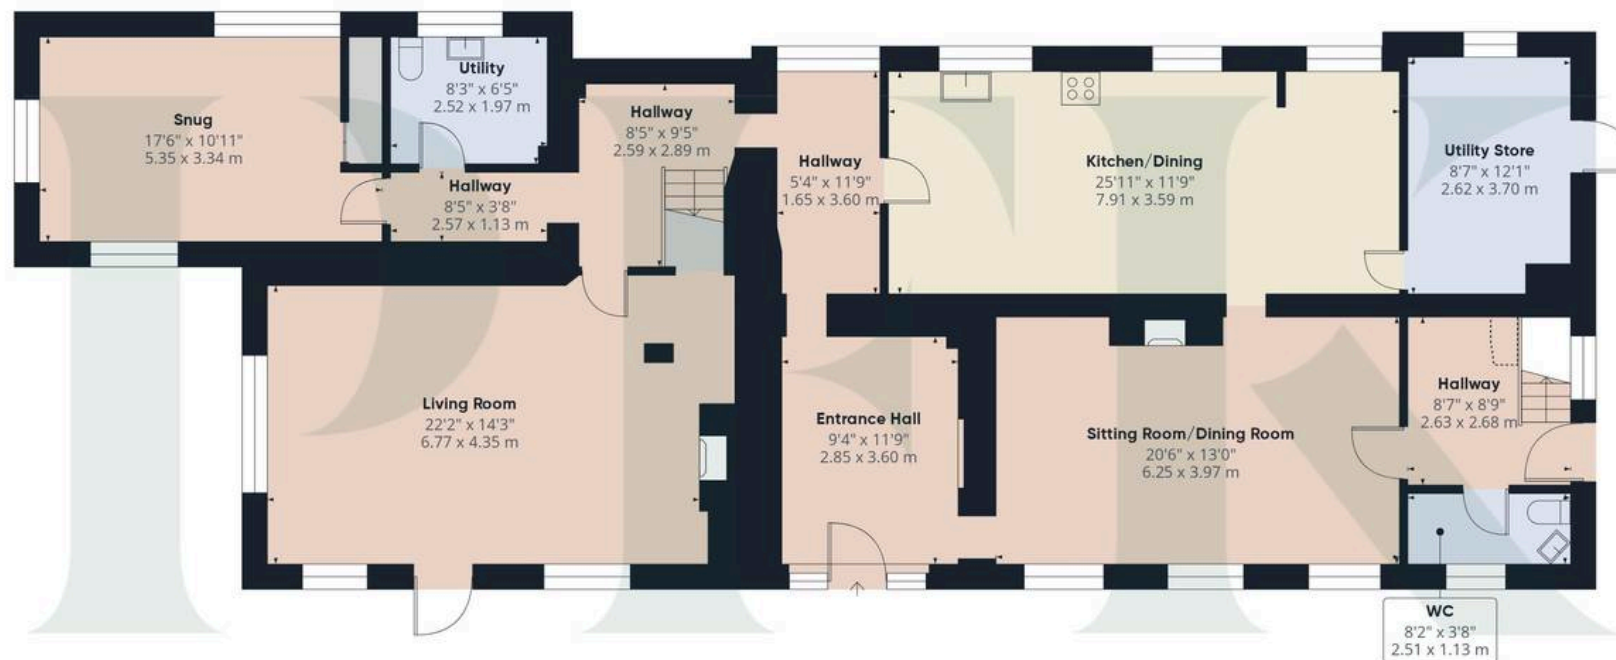 Snug
17'6" x 10'11"
5.35 x 3.34 m
Utility
8'3" x 6'5"
2.52 x 1.97 m
Hallway
8'5" x 9'5"
2.59 x 2.89 m
Hallway
8'5" x 3'8"
2.57 x 1.13 m
Hallway
5'4" x 11'9"
1.65 x 3.60 m
Kitchen/Dining
25'11" x 11'9"
7.91 x 3.59 m
Utility Store
8'7" x 12'1"
2.62 x 3.70 m
Living Room
22'2" x 14'3"
6.77 x 4.35 m
Entrance Hall
9'4" x 11'9"
2.85 x 3.60 m
Sitting Room/Dining Room
20'6" x 13'0"
6.25 x 3.97 m
Hallway
8'7" x 8'9"
2.63 x 2.68 m
WC
8'2" x 3'8"
2.51 x 1.13 m